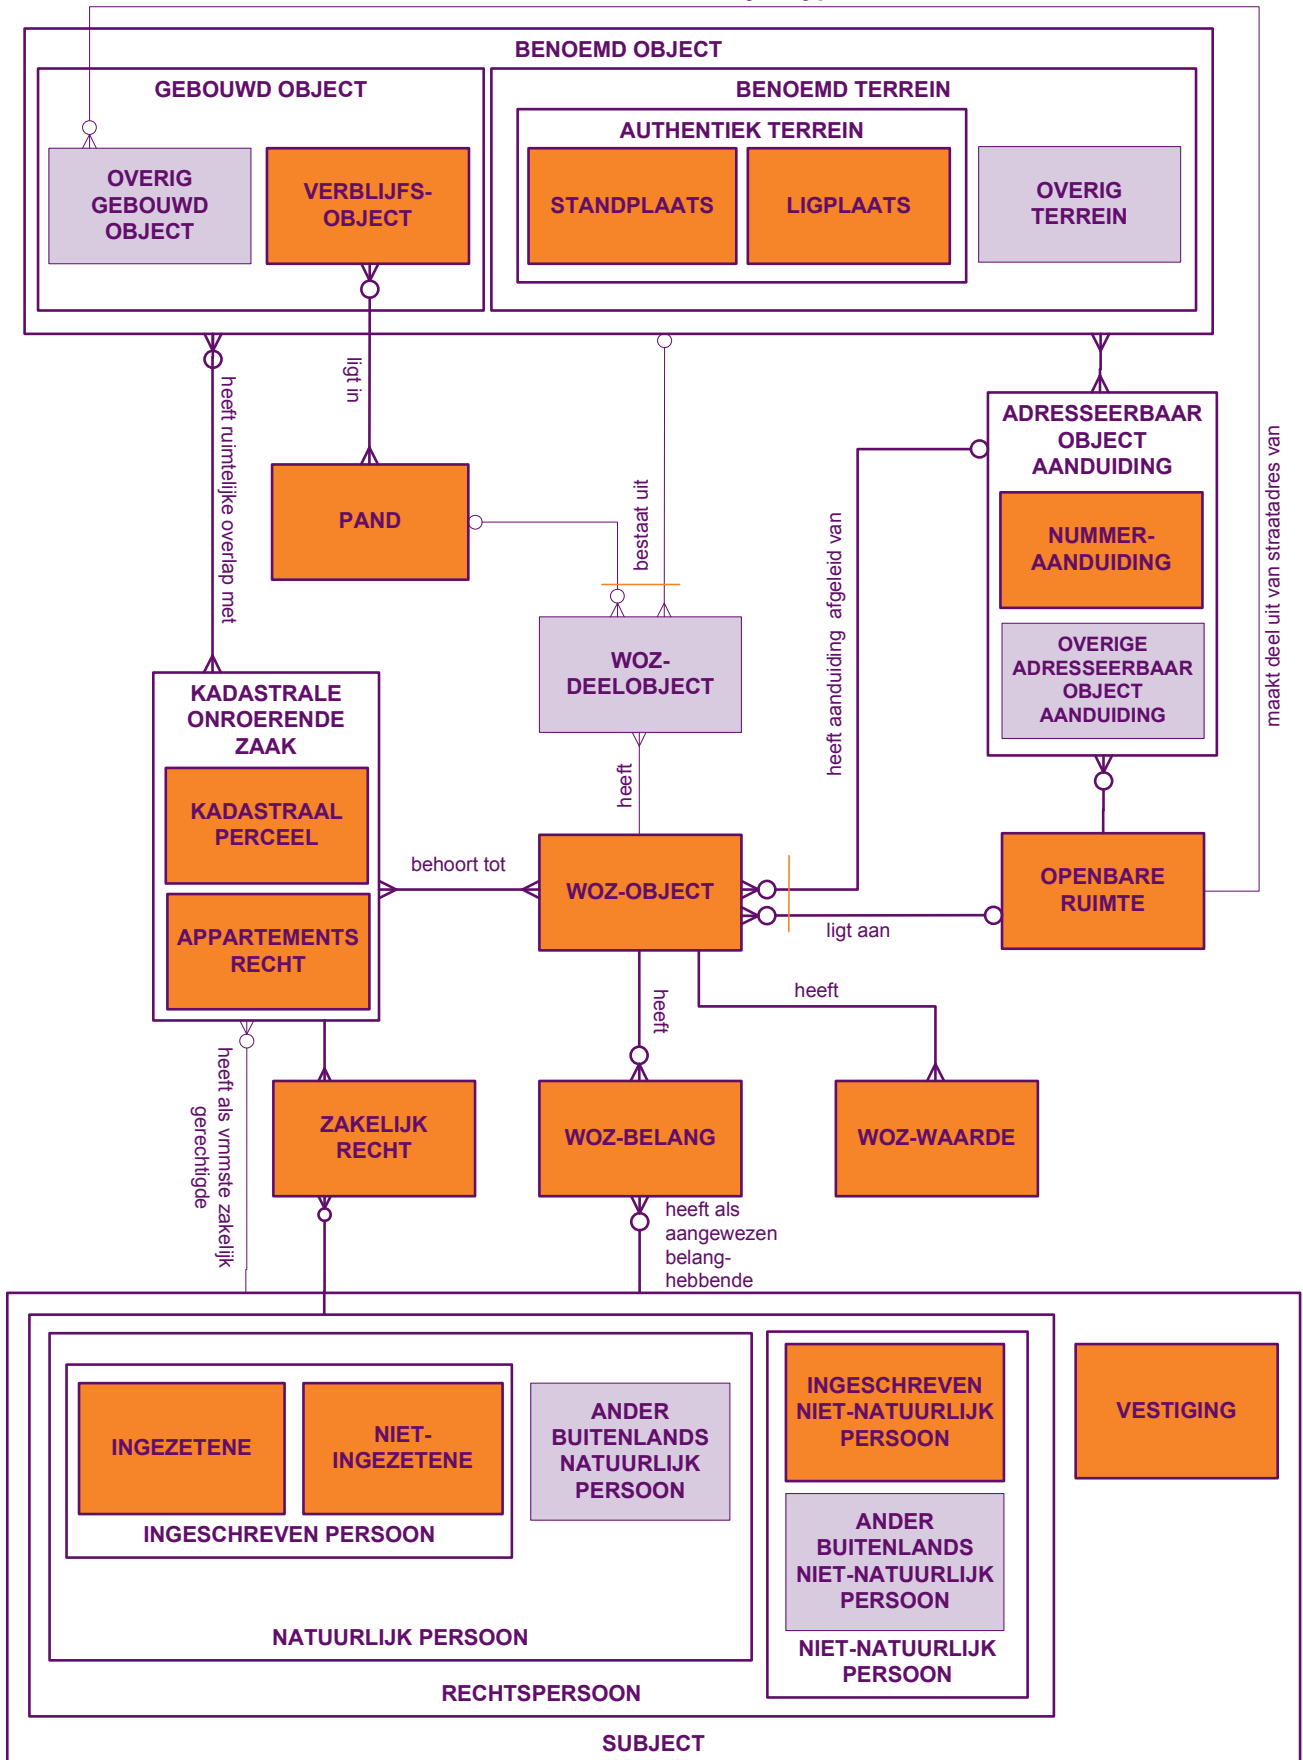 BENOEMD OBJECT
GEBOUWD OBJECT
BENOEMD TERREIN
AUTHENTIEK TERREIN
OVERIG
GEBOUWD
OBJECT
VERBLIJFS-
OBJECT
STANDPLAATS
LIGPLAATS
OVERIG
TERREIN
heeft ruimtelijke overlap met
ligt in
bestaat uit
heeft aanduiding afgeleid van
maakt deel uit van straatadres van
ADRESSEERBAAR
OBJECT
AANDUIDING
PAND
NUMMER-
AANDUIDING
OVERIGE
ADRESSEERBAAR
OBJECT
AANDUIDING
WOZ-
DEELOBJECT
KADASTRALE
ONROERENDE
ZAAK
KADASTRAAL
PERCEEL
APPARTEMENTS
RECHT
heeft
behoort tot
WOZ-OBJECT
OPENBARE
RUIMTE
ligt aan
heeft
heeft
heeft als vmmste zakelijk
gerechtigde
ZAKELIJK
RECHT
WOZ-BELANG
WOZ-WAARDE
heeft als
aangewezen
belang-
hebbende
INGEZETENE
NIET-
INGEZETENE
INGESCHREVEN PERSOON
ANDER
BUITENLANDS
NATUURLIJK
PERSOON
NATUURLIJK PERSOON
INGESCHREVEN
NIET-NATUURLIJK
PERSOON
ANDER
BUITENLANDS
NIET-NATUURLIJK
PERSOON
NIET-NATUURLIJK
PERSOON
VESTIGING
RECHTSPERSOON
SUBJECT